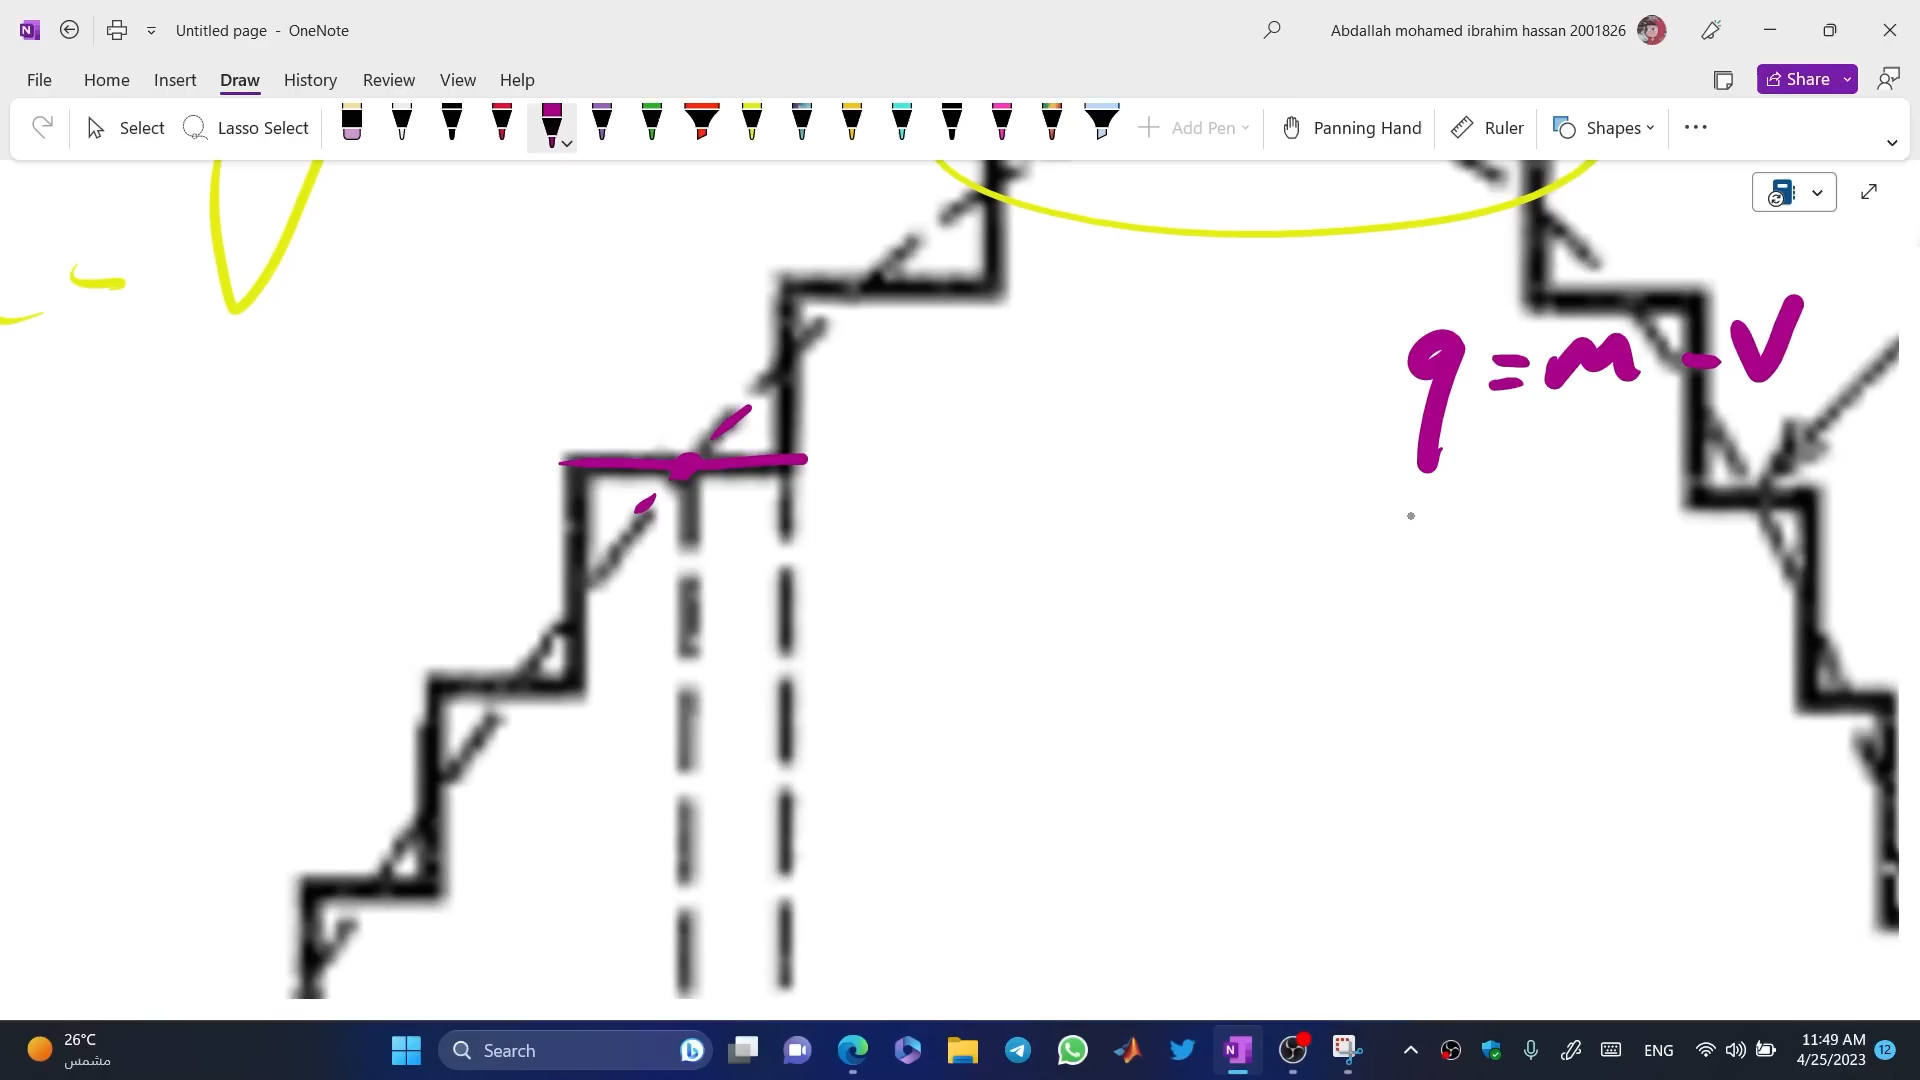 Untitled page - OneNote
Abdallah mohamed ibrahim hassan 2001826
File Home Insert Draw History Review View Help
Share
Select Lasso Select Add Pen Panning Hand Ruler Shapes
q = m - v
26°C
مشمس
Search
ENG
11:49 AM
4/25/2023
12